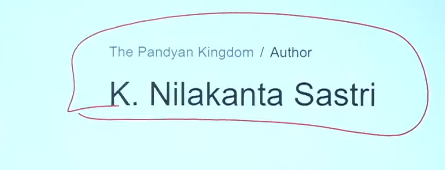 The Pandyan Kingdom / Author
K. Nilakanta Sastri